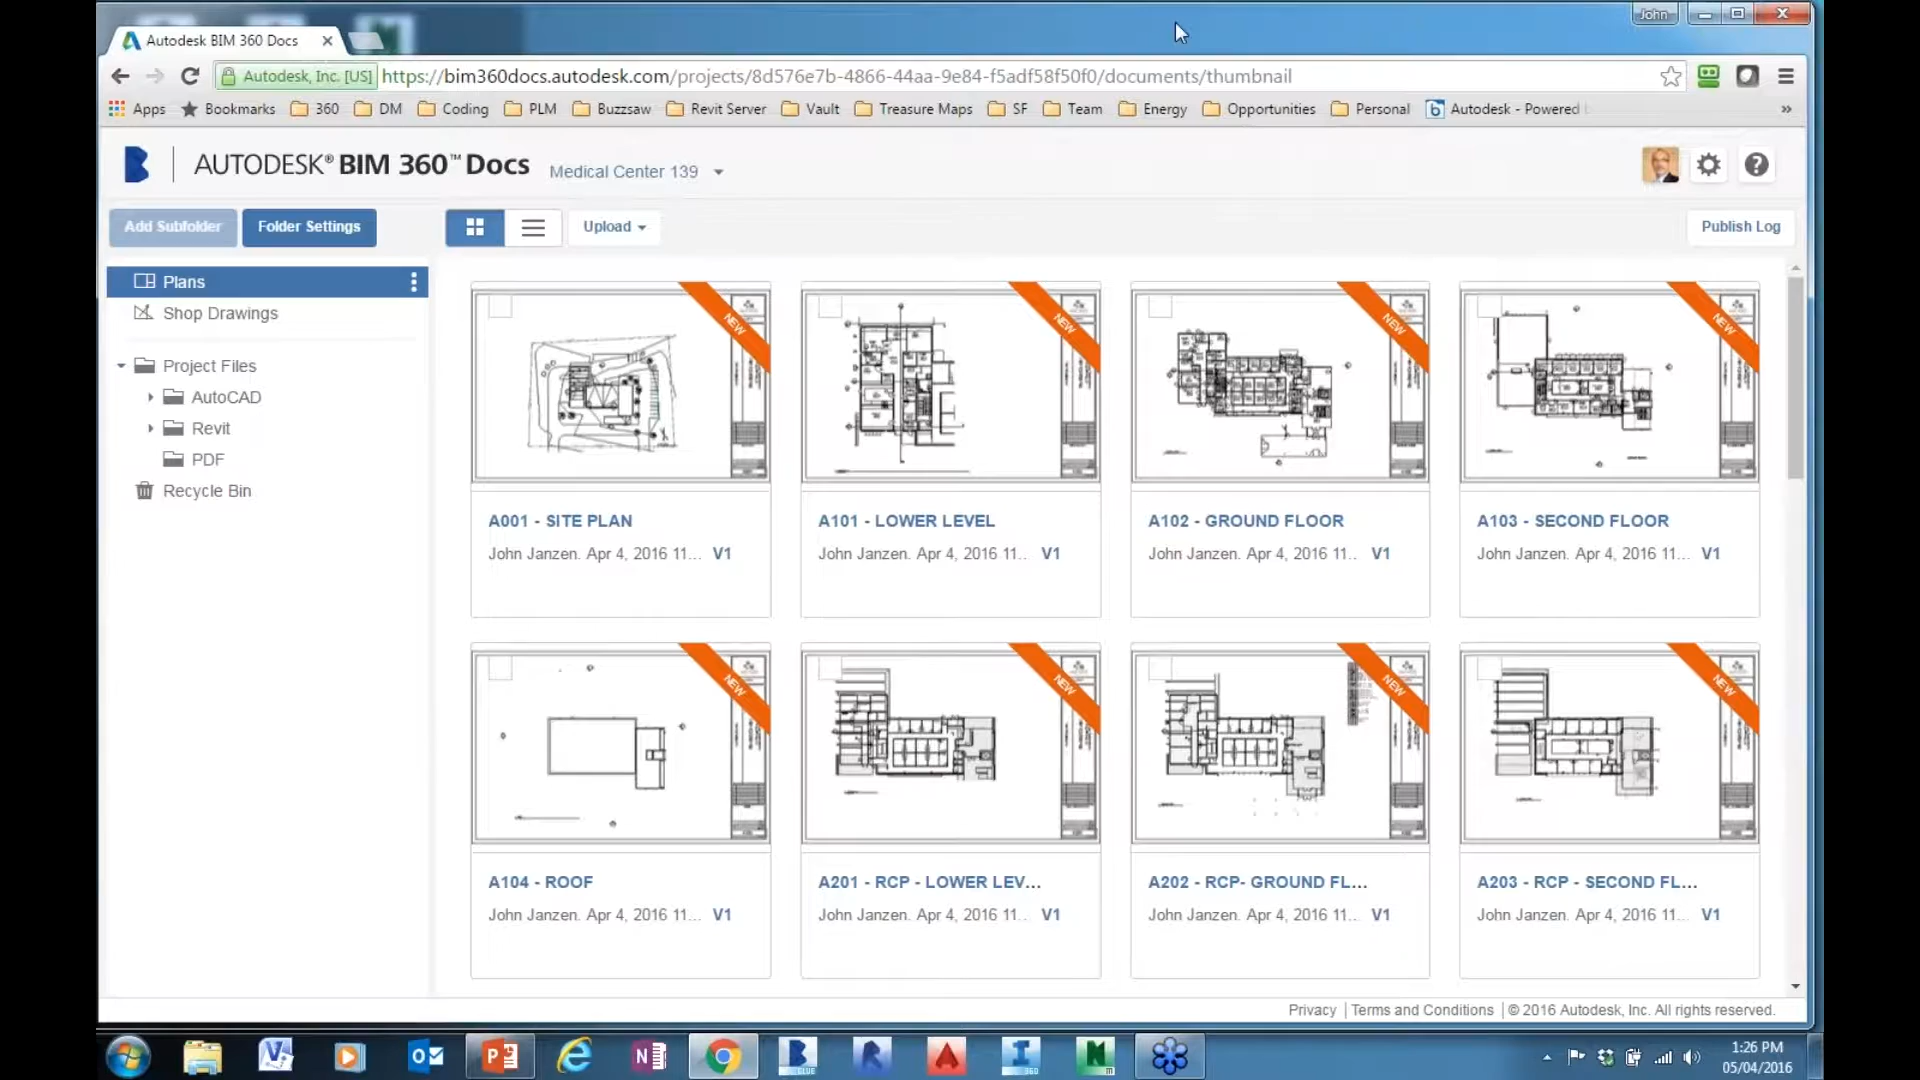 John
Autodesk BIM 360 Docs
Autodesk, Inc. [US] https://bim360docs.autodesk.com/projects/8d576e7b-4866-44aa-9e84-f5adf58f50f0/documents/thumbnail
Apps Bookmarks 360 DM Coding PLM Buzzsaw Revit Server Vault Treasure Maps SF Team Energy Opportunities Personal Autodesk - Powered »
AUTODESK® BIM 360™ Docs Medical Center 139
Add Subfolder Folder Settings Upload Publish Log
Plans
Shop Drawings
Project Files
AutoCAD
Revit
PDF
Recycle Bin
NEW NEW NEW NEW
A001 - SITE PLAN A101 - LOWER LEVEL A102 - GROUND FLOOR A103 - SECOND FLOOR
John Janzen. Apr 4, 2016 11... V1 John Janzen. Apr 4, 2016 11... V1 John Janzen. Apr 4, 2016 11... V1 John Janzen. Apr 4, 2016 11... V1
NEW NEW NEW NEW
A104 - ROOF A201 - RCP - LOWER LEV... A202 - RCP- GROUND FL... A203 - RCP - SECOND FL...
John Janzen. Apr 4, 2016 11... V1 John Janzen. Apr 4, 2016 11... V1 John Janzen. Apr 4, 2016 11... V1 John Janzen. Apr 4, 2016 11... V1
Privacy | Terms and Conditions | © 2016 Autodesk, Inc. All rights reserved.
1:26 PM
05/04/2016